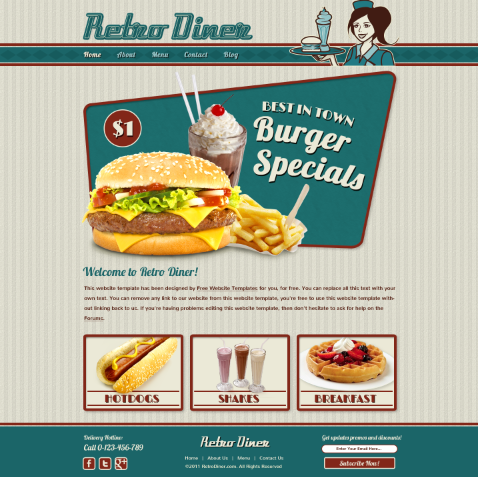 Retro Diner
Home About Menu Contact Blog
$1
BEST IN TOWN
Burger
Specials
Welcome to Retro Diner!
This website template has been designed by Free Website Templates for you, for free. You can replace all this text with your
own text. You can remove any link to our website from this website template, you're free to use this website template with-
out linking back to us. If you're having problems editing this website template, then don't hesitate to ask for help on the
Forums.
HOTDOGS SHAKES BREAKFAST
Delivery Hotline:
Call 0-123-456-789
Retro Diner
Home | About Us | Menu | Contact Us
©2011 RetroDiner.com. All Rights Reserved
Get updates promos and discounts!
Enter Your Email Here...
Subscribe Now!